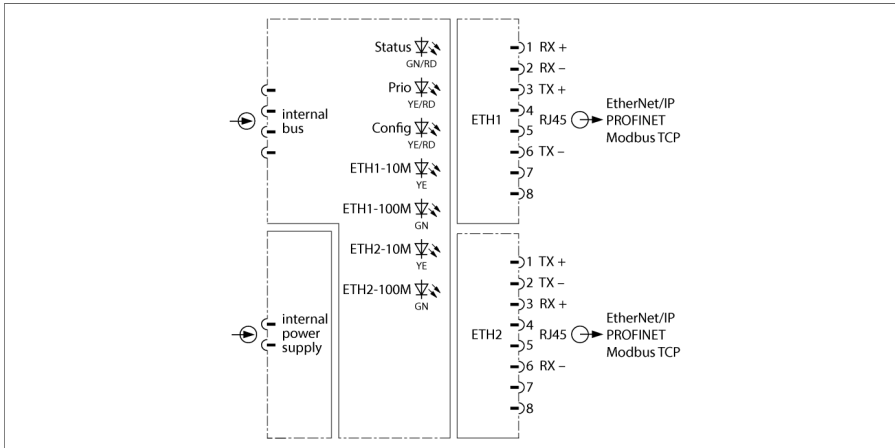 Status
GN/RD
Prio
YE/RD
Config
YE/RD
ETH1-10M
YE
ETH1-100M
GN
ETH2-10M
YE
ETH2-100M
GN
internal
bus
internal
power
supply
ETH1
1 RX +
2 RX –
3 TX +
4
5
6 TX –
7
8
RJ45
EtherNet/IP
PROFINET
Modbus TCP
ETH2
1 TX +
2 TX –
3 RX +
4
5
6 RX –
7
8
RJ45
EtherNet/IP
PROFINET
Modbus TCP